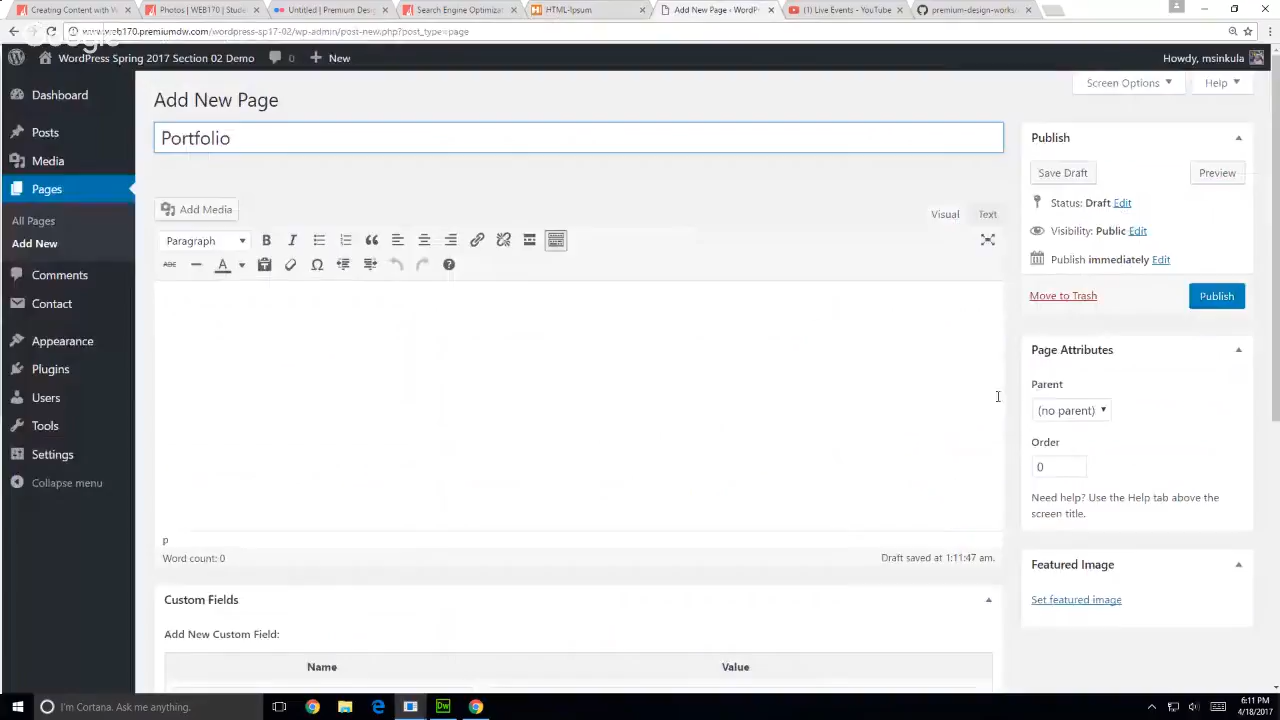 Creating Content with W
Photos | WEB170 | Stude
Untitled | Premium Desig
Search Engine Optimizat
HTML-Ipsum
Add New Page ‹ WordPr
(1) Live Events - YouTube
premium-design-works
web170.premiumdw.com/wordpress-sp17-02/wp-admin/post-new.php?post_type=page
WordPress Spring 2017 Section 02 Demo
0
New
Howdy, msinkula
Dashboard
Posts
Media
Pages
All Pages
Add New
Comments
Contact
Appearance
Plugins
Users
Tools
Settings
Collapse menu
Screen Options
Help
Add New Page
Portfolio
Add Media
Visual
Text
Paragraph
B
I
ABC
A
p
Word count: 0
Draft saved at 1:11:47 am.
Custom Fields
Add New Custom Field:
Name
Value
Publish
Save Draft
Preview
Status: Draft Edit
Visibility: Public Edit
Publish immediately Edit
Move to Trash
Publish
Page Attributes
Parent
(no parent)
Order
0
Need help? Use the Help tab above the
screen title.
Featured Image
Set featured image
I'm Cortana. Ask me anything.
Dw
6:11 PM
4/18/2017